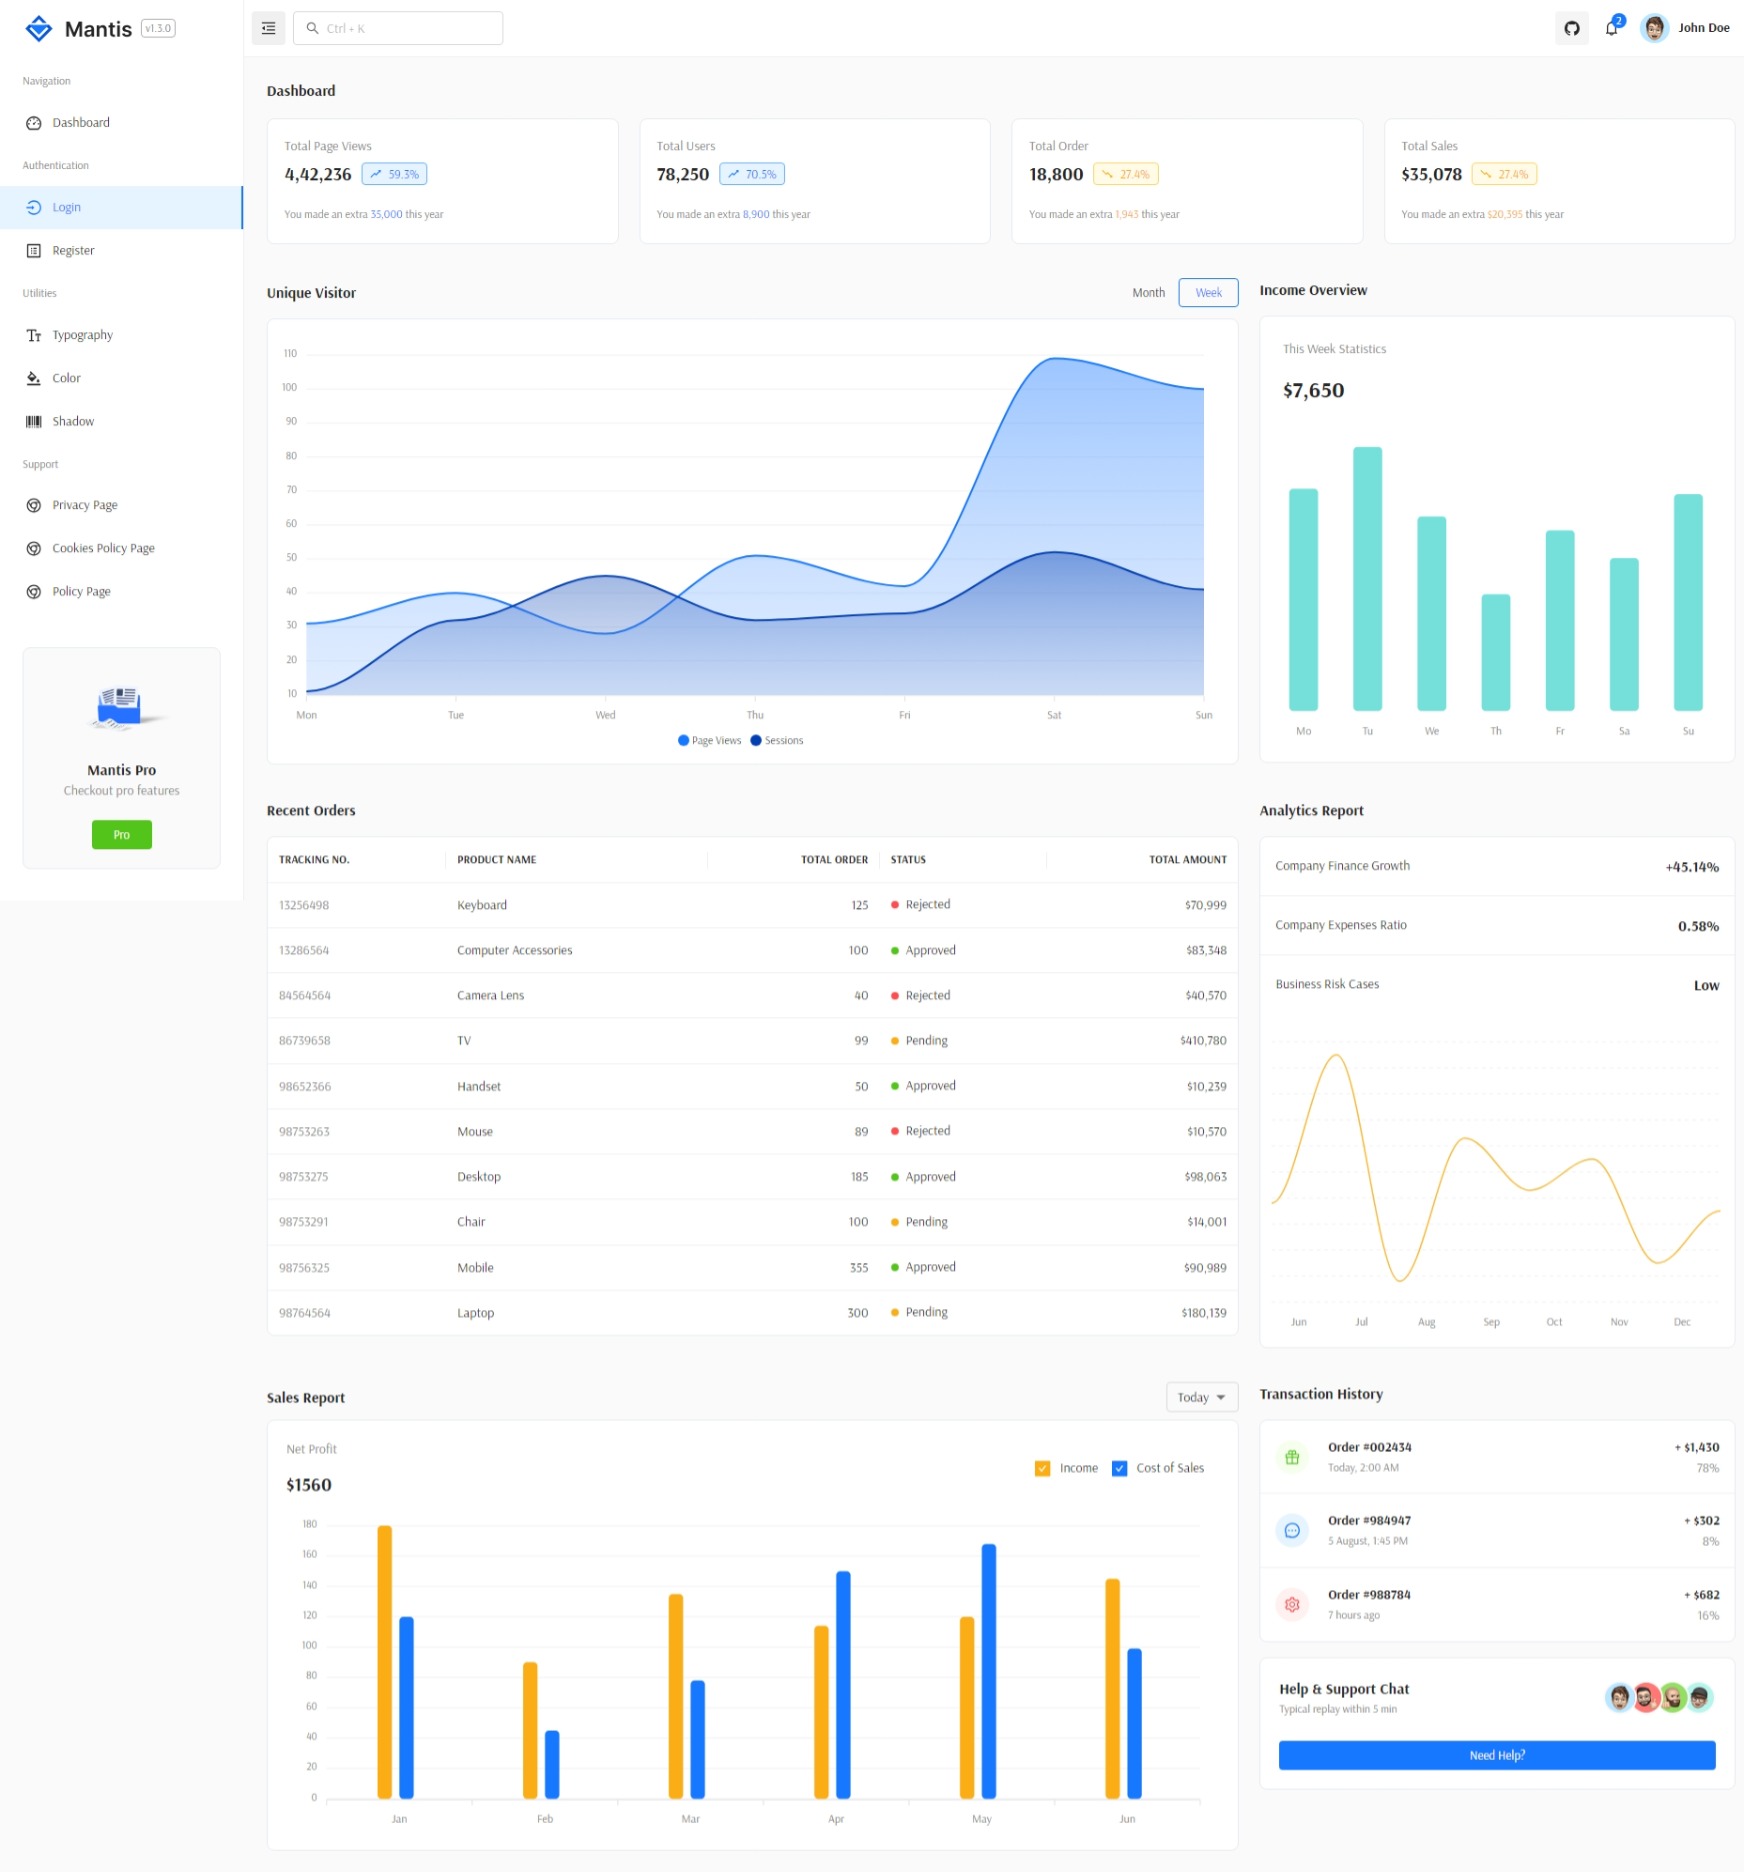 Mantis v1.3.0
Ctrl + K
2
John Doe
Navigation
Dashboard
Authentication
Login
Register
Utilities
Typography
Color
Shadow
Support
Privacy Page
Cookies Policy Page
Policy Page
Mantis Pro
Checkout pro features
Pro
Dashboard
Total Page Views
4,42,236 59.3%
You made an extra 35,000 this year
Total Users
78,250 70.5%
You made an extra 8,900 this year
Total Order
18,800 27.4%
You made an extra 1,943 this year
Total Sales
$35,078 27.4%
You made an extra $20,395 this year
Unique Visitor
Month Week
110
100
90
80
70
60
50
40
30
20
10
Mon Tue Wed Thu Fri Sat Sun
Page Views Sessions
Income Overview
This Week Statistics
$7,650
Mo Tu We Th Fr Sa Su
Recent Orders
TRACKING NO. PRODUCT NAME TOTAL ORDER STATUS TOTAL AMOUNT
13256498 Keyboard 125 Rejected $70,999
13286564 Computer Accessories 100 Approved $83,348
84564564 Camera Lens 40 Rejected $40,570
86739658 TV 99 Pending $410,780
98652366 Handset 50 Approved $10,239
98753263 Mouse 89 Rejected $10,570
98753275 Desktop 185 Approved $98,063
98753291 Chair 100 Pending $14,001
98756325 Mobile 355 Approved $90,989
98764564 Laptop 300 Pending $180,139
Analytics Report
Company Finance Growth +45.14%
Company Expenses Ratio 0.58%
Business Risk Cases Low
Jun Jul Aug Sep Oct Nov Dec
Sales Report
Today
Net Profit
$1560
Income Cost of Sales
180
160
140
120
100
80
60
40
20
0
Jan Feb Mar Apr May Jun
Transaction History
Order #002434 + $1,430
Today, 2:00 AM 78%
Order #984947 + $302
5 August, 1:45 PM 8%
Order #988784 + $682
7 hours ago 16%
Help & Support Chat
Typical replay within 5 min
Need Help?